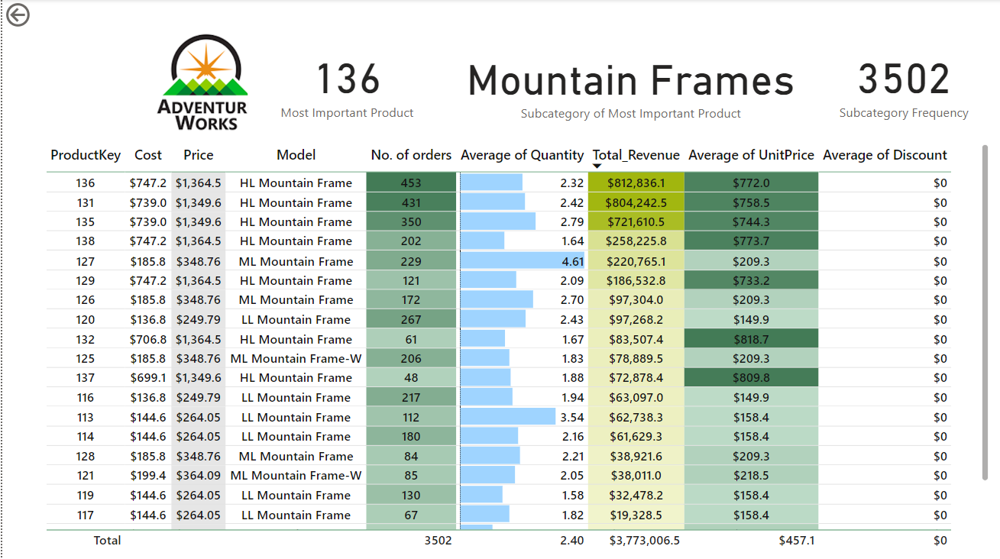 ADVENTUR
WORKS
136
Most Important Product
Mountain Frames
Subcategory of Most Important Product
3502
Subcategory Frequency
ProductKey Cost Price Model No. of orders Average of Quantity Total_Revenue Average of UnitPrice Average of Discount
136 $747.2 $1,364.5 HL Mountain Frame 453 2.32 $812,836.1 $772.0 $0
131 $739.0 $1,349.6 HL Mountain Frame 431 2.42 $804,242.5 $758.5 $0
135 $739.0 $1,349.6 HL Mountain Frame 350 2.79 $721,610.5 $744.3 $0
138 $747.2 $1,364.5 HL Mountain Frame 202 1.64 $258,225.8 $773.7 $0
127 $185.8 $348.76 ML Mountain Frame 229 4.61 $220,765.1 $209.3 $0
129 $747.2 $1,364.5 HL Mountain Frame 121 2.09 $186,532.8 $733.2 $0
126 $185.8 $348.76 ML Mountain Frame 172 2.70 $97,304.0 $209.3 $0
120 $136.8 $249.79 LL Mountain Frame 267 2.43 $97,268.2 $149.9 $0
132 $706.8 $1,364.5 HL Mountain Frame 61 1.67 $83,507.4 $818.7 $0
125 $185.8 $348.76 ML Mountain Frame-W 206 1.83 $78,889.5 $209.3 $0
137 $699.1 $1,349.6 HL Mountain Frame 48 1.88 $72,878.4 $809.8 $0
116 $136.8 $249.79 LL Mountain Frame 217 1.94 $63,097.0 $149.9 $0
113 $144.6 $264.05 LL Mountain Frame 112 3.54 $62,738.3 $158.4 $0
114 $144.6 $264.05 LL Mountain Frame 180 2.16 $61,629.3 $158.4 $0
128 $185.8 $348.76 ML Mountain Frame 84 2.21 $38,921.6 $209.3 $0
121 $199.4 $364.09 ML Mountain Frame-W 85 2.05 $38,011.0 $218.5 $0
119 $144.6 $264.05 LL Mountain Frame 130 1.58 $32,478.2 $158.4 $0
117 $144.6 $264.05 LL Mountain Frame 67 1.82 $19,328.5 $158.4 $0
Total 3502 2.40 $3,773,006.5 $457.1 $0